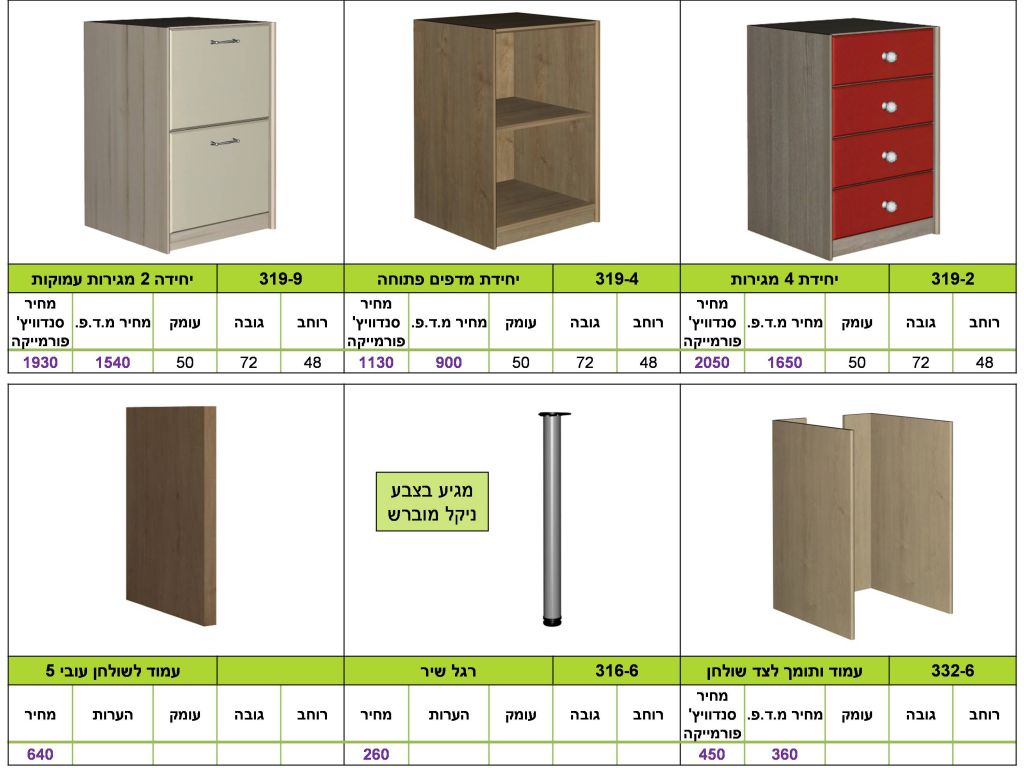 319-2 יחידת 4 מגירות
רוחב גובה עומק מחיר מ.ד.פ. מחיר סנדוויץ' פורמייקה
48 72 50 1650 2050
319-4 יחידת מדפים פתוחה
רוחב גובה עומק מחיר מ.ד.פ. מחיר סנדוויץ' פורמייקה
48 72 50 900 1130
319-9 יחידה 2 מגירות עמוקות
רוחב גובה עומק מחיר מ.ד.פ. מחיר סנדוויץ' פורמייקה
48 72 50 1540 1930
332-6 עמוד ותומך לצד שולחן
רוחב גובה עומק מחיר מ.ד.פ. מחיר סנדוויץ' פורמייקה
360 450
מגיע בצבע
ניקל מוברש
316-6 רגל שיר
רוחב גובה עומק הערות מחיר
260
עמוד לשולחן עובי 5
רוחב גובה עומק הערות מחיר
640